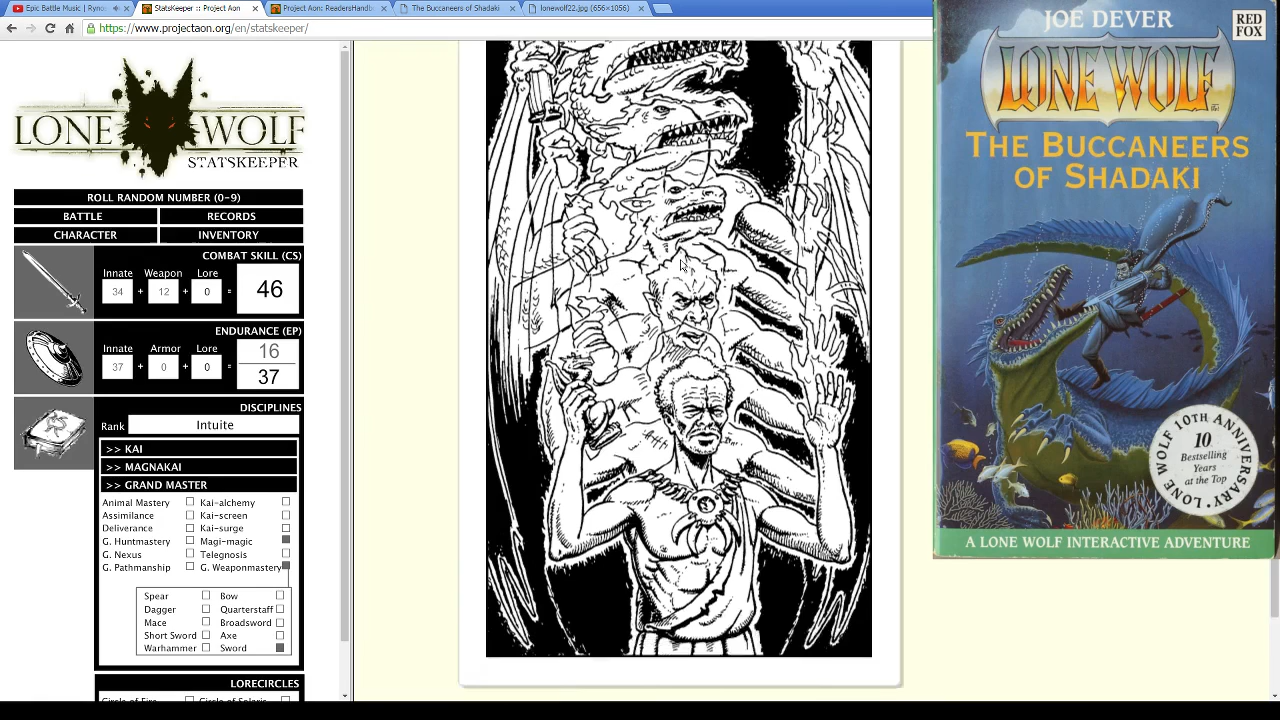 Epic Battle Music | Ryno
StatsKeeper :: Project Aon
Project Aon: ReadersHandb
The Buccaneers of Shadaki
lonewolf22.jpg (656×1056)
https://www.projectaon.org/en/statskeeper/
LONE WOLF
STATSKEEPER
ROLL RANDOM NUMBER (0-9)
BATTLE RECORDS
CHARACTER INVENTORY
COMBAT SKILL (CS)
Innate Weapon Lore
34 + 12 + 0 = 46
ENDURANCE (EP)
Innate Armor Lore 16
37 + 0 + 0 = 37
DISCIPLINES
Rank Intuite
>> KAI
>> MAGNAKAI
>> GRAND MASTER
Animal Mastery Kai-alchemy
Assimilance Kai-screen
Deliverance Kai-surge
G. Huntmastery Magi-magic
G. Nexus Telegnosis
G. Pathmanship G. Weaponmastery
Spear Bow
Dagger Quarterstaff
Mace Broadsword
Short Sword Axe
Warhammer Sword
LORECIRCLES
Circle of Fire Circle of Solaris
JOE DEVER
RED
FOX
LONE WOLF
THE BUCCANEERS
OF SHADAKI
LONE WOLF 10TH ANNIVERSARY
10
Bestselling
Years
at the Top
A LONE WOLF INTERACTIVE ADVENTURE